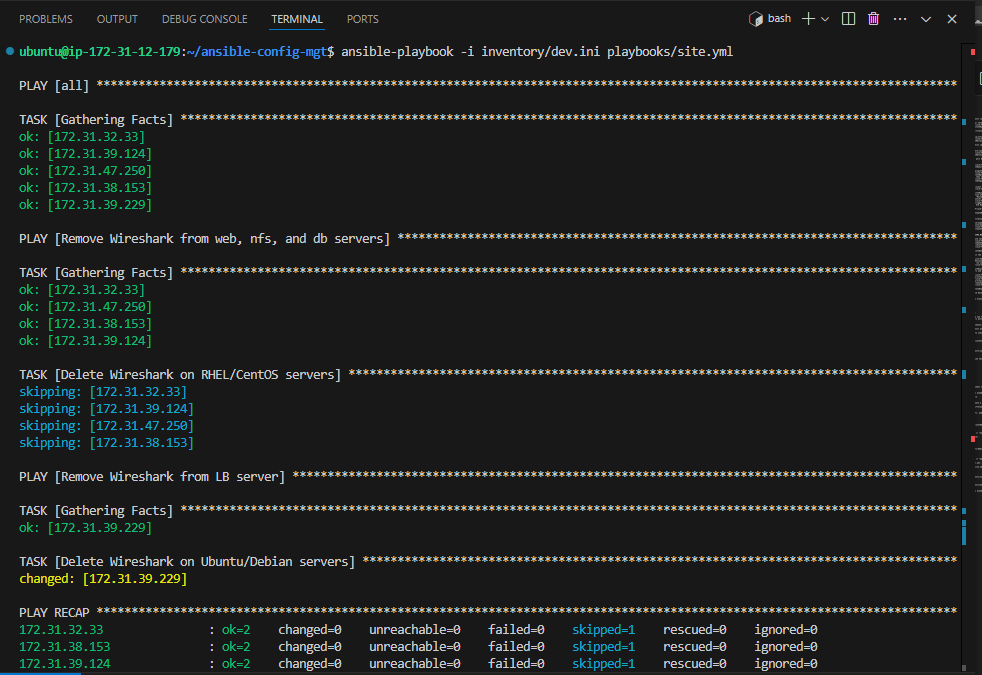 PROBLEMS OUTPUT DEBUG CONSOLE TERMINAL PORTS bash
ubuntu@ip-172-31-12-179:~/ansible-config-mgt$ ansible-playbook -i inventory/dev.ini playbooks/site.yml
PLAY [all] ***************************************************************************************************************************
TASK [Gathering Facts] ***************************************************************************************************************
ok: [172.31.32.33]
ok: [172.31.39.124]
ok: [172.31.47.250]
ok: [172.31.38.153]
ok: [172.31.39.229]
PLAY [Remove Wireshark from web, nfs, and db servers] ********************************************************************************
TASK [Gathering Facts] ***************************************************************************************************************
ok: [172.31.32.33]
ok: [172.31.47.250]
ok: [172.31.38.153]
ok: [172.31.39.124]
TASK [Delete Wireshark on RHEL/CentOS servers] ***************************************************************************************
skipping: [172.31.32.33]
skipping: [172.31.39.124]
skipping: [172.31.47.250]
skipping: [172.31.38.153]
PLAY [Remove Wireshark from LB server] ***********************************************************************************************
TASK [Gathering Facts] ***************************************************************************************************************
ok: [172.31.39.229]
TASK [Delete Wireshark on Ubuntu/Debian servers] *************************************************************************************
changed: [172.31.39.229]
PLAY RECAP ***************************************************************************************************************************
172.31.32.33 : ok=2 changed=0 unreachable=0 failed=0 skipped=1 rescued=0 ignored=0
172.31.38.153 : ok=2 changed=0 unreachable=0 failed=0 skipped=1 rescued=0 ignored=0
172.31.39.124 : ok=2 changed=0 unreachable=0 failed=0 skipped=1 rescued=0 ignored=0